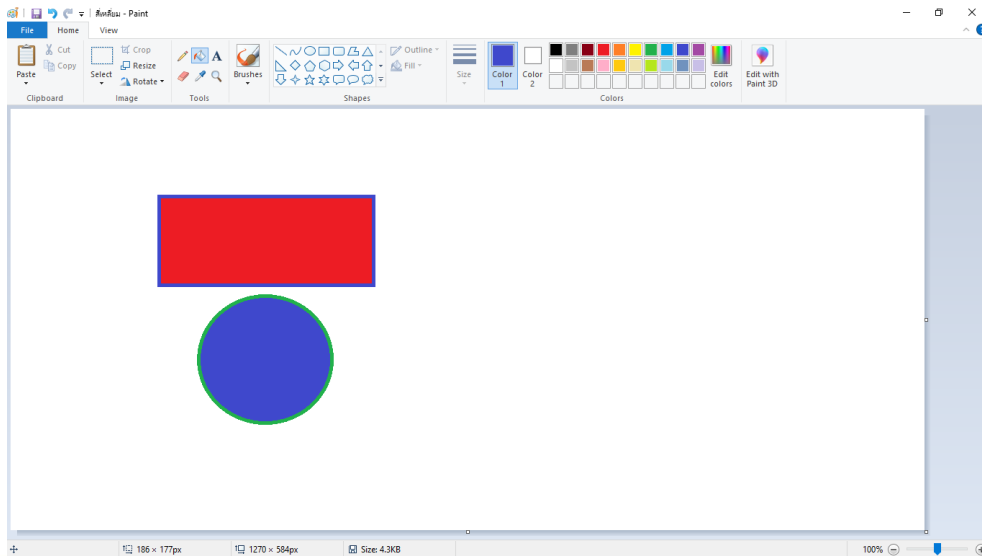 สี่เหลี่ยม - Paint
File Home View
Paste
Cut
Copy
Clipboard
Select
Crop
Resize
Rotate
Image
A
Tools
Brushes
Outline
Fill
Shapes
Size
Color 1
Color 2
Edit colors
Colors
Edit with Paint 3D
186 × 177px
1270 × 584px
Size: 4.3KB
100%